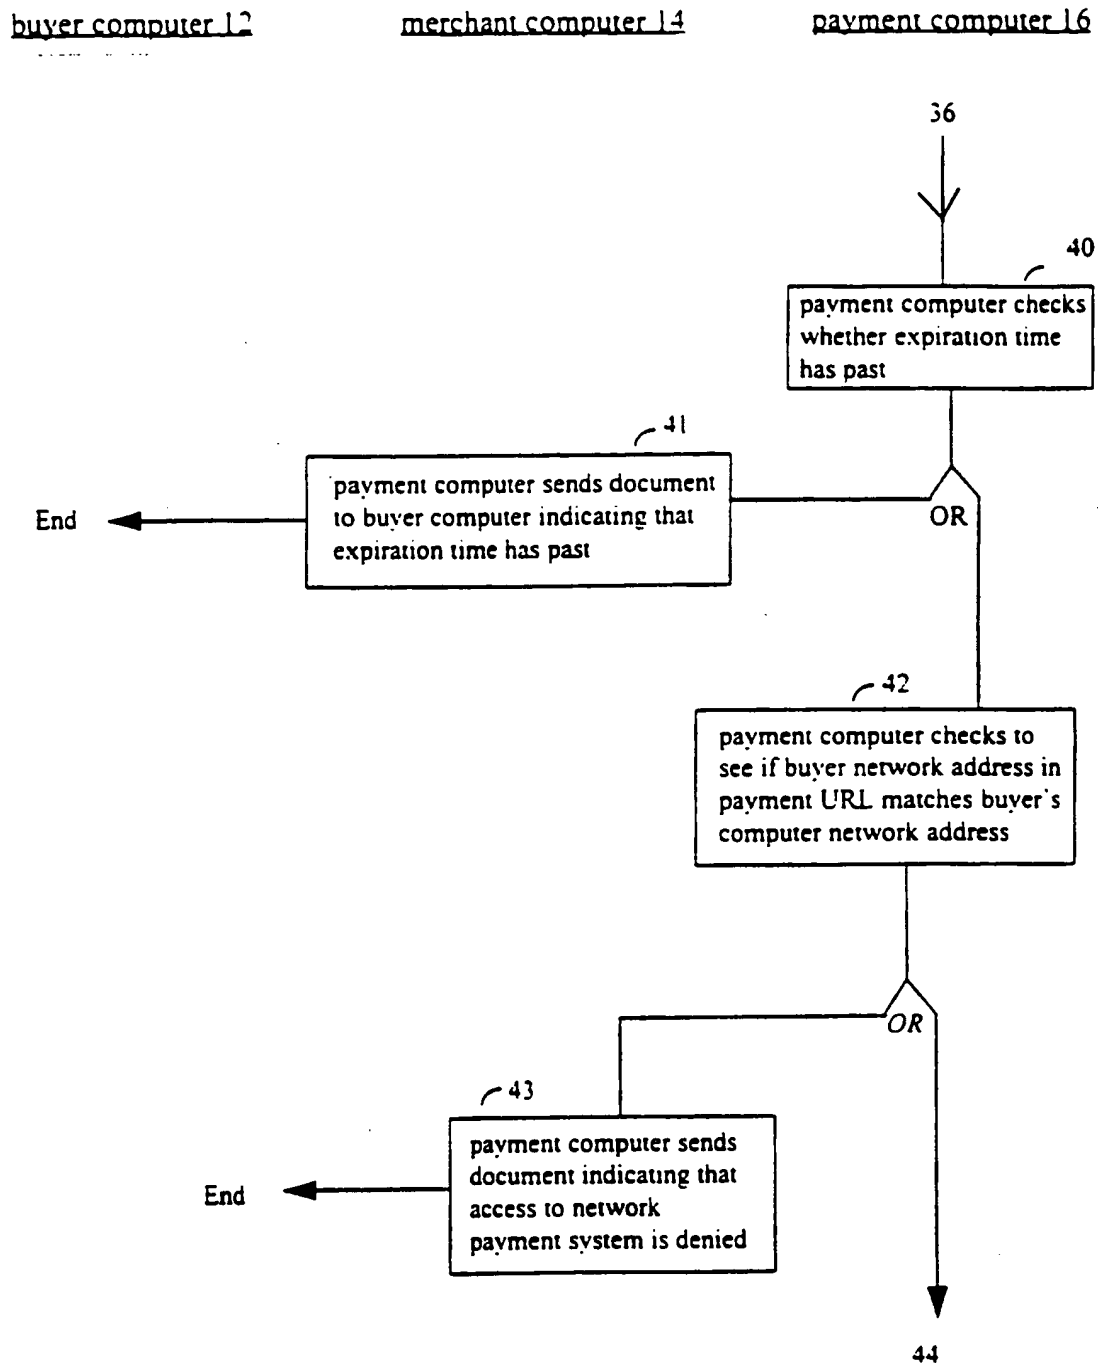 buyer computer 12
merchant computer 14
payment computer 16
36
40
payment computer checks
whether expiration time
has past
41
payment computer sends document
to buyer computer indicating that
expiration time has past
End
OR
42
payment computer checks to
see if buyer network address in
payment URL matches buyer's
computer network address
OR
43
payment computer sends
document indicating that
access to network
payment system is denied
End
44